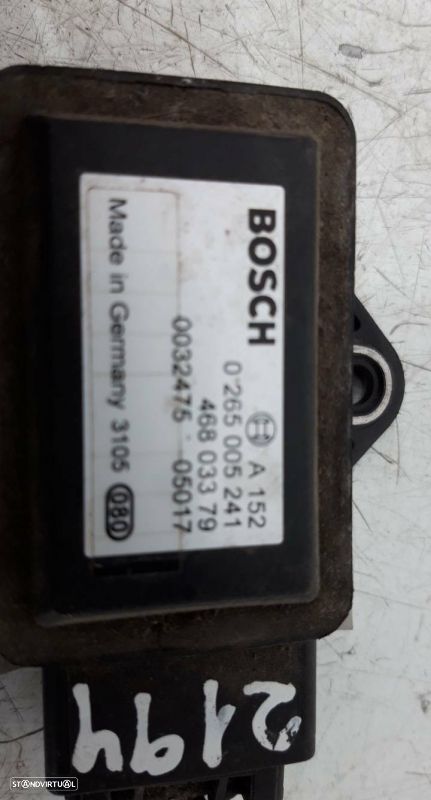 BOSCH A 152
0 265 005 241
468 033 79
0032475 05017
Made in Germany 3105 080
2194
STANDVIRTUAL